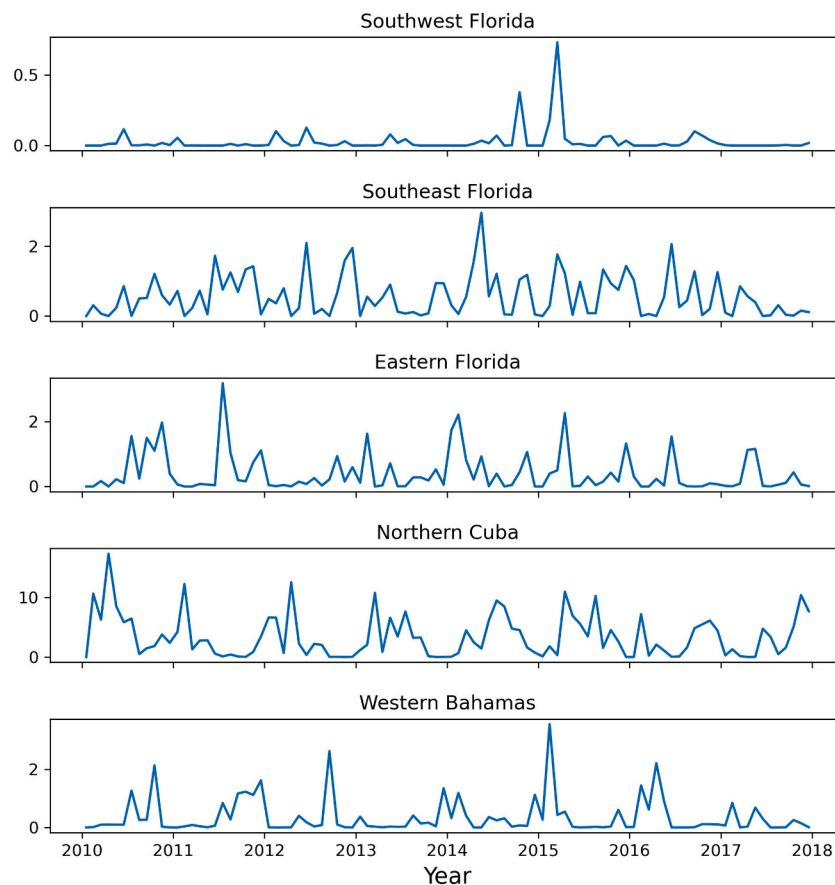 Southwest Florida
0.5
0.0
Southeast Florida
2
0
Eastern Florida
2
0
Northern Cuba
10
0
Western Bahamas
2
0
2010 2011 2012 2013 2014 2015 2016 2017 2018
Year